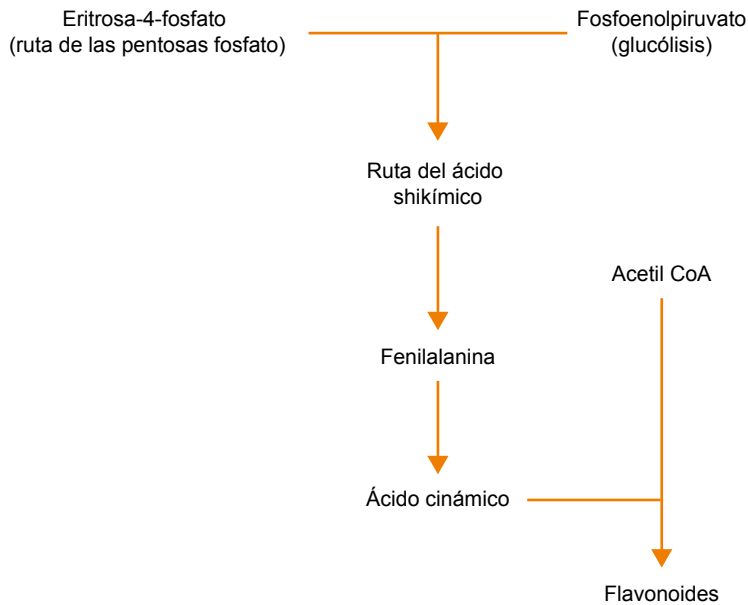 Eritrosa-4-fosfato
(ruta de las pentosas fosfato)
Fosfoenolpiruvato
(glucólisis)
Ruta del ácido
shikímico
Acetil CoA
Fenilalanina
Ácido cinámico
Flavonoides